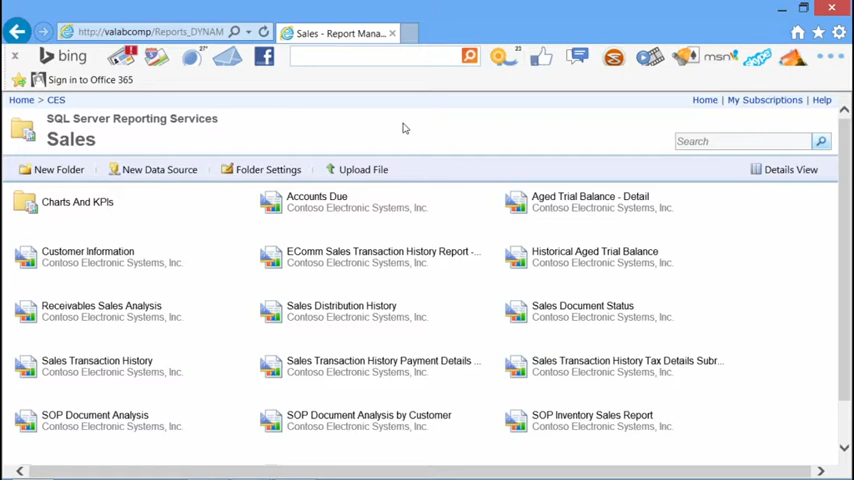 http://valabcomp/Reports_DYNAM
Sales - Report Mana...
bing
27°
23
msn
skype
Sign in to Office 365
Home > CES
Home | My Subscriptions | Help
SQL Server Reporting Services
Sales
Search
New Folder
New Data Source
Folder Settings
Upload File
Details View
Charts And KPIs
Accounts Due
Contoso Electronic Systems, Inc.
Aged Trial Balance - Detail
Contoso Electronic Systems, Inc.
Customer Information
Contoso Electronic Systems, Inc.
EComm Sales Transaction History Report -...
Contoso Electronic Systems, Inc.
Historical Aged Trial Balance
Contoso Electronic Systems, Inc.
Receivables Sales Analysis
Contoso Electronic Systems, Inc.
Sales Distribution History
Contoso Electronic Systems, Inc.
Sales Document Status
Contoso Electronic Systems, Inc.
Sales Transaction History
Contoso Electronic Systems, Inc.
Sales Transaction History Payment Details ...
Contoso Electronic Systems, Inc.
Sales Transaction History Tax Details Subr...
Contoso Electronic Systems, Inc.
SOP Document Analysis
Contoso Electronic Systems, Inc.
SOP Document Analysis by Customer
Contoso Electronic Systems, Inc.
SOP Inventory Sales Report
Contoso Electronic Systems, Inc.